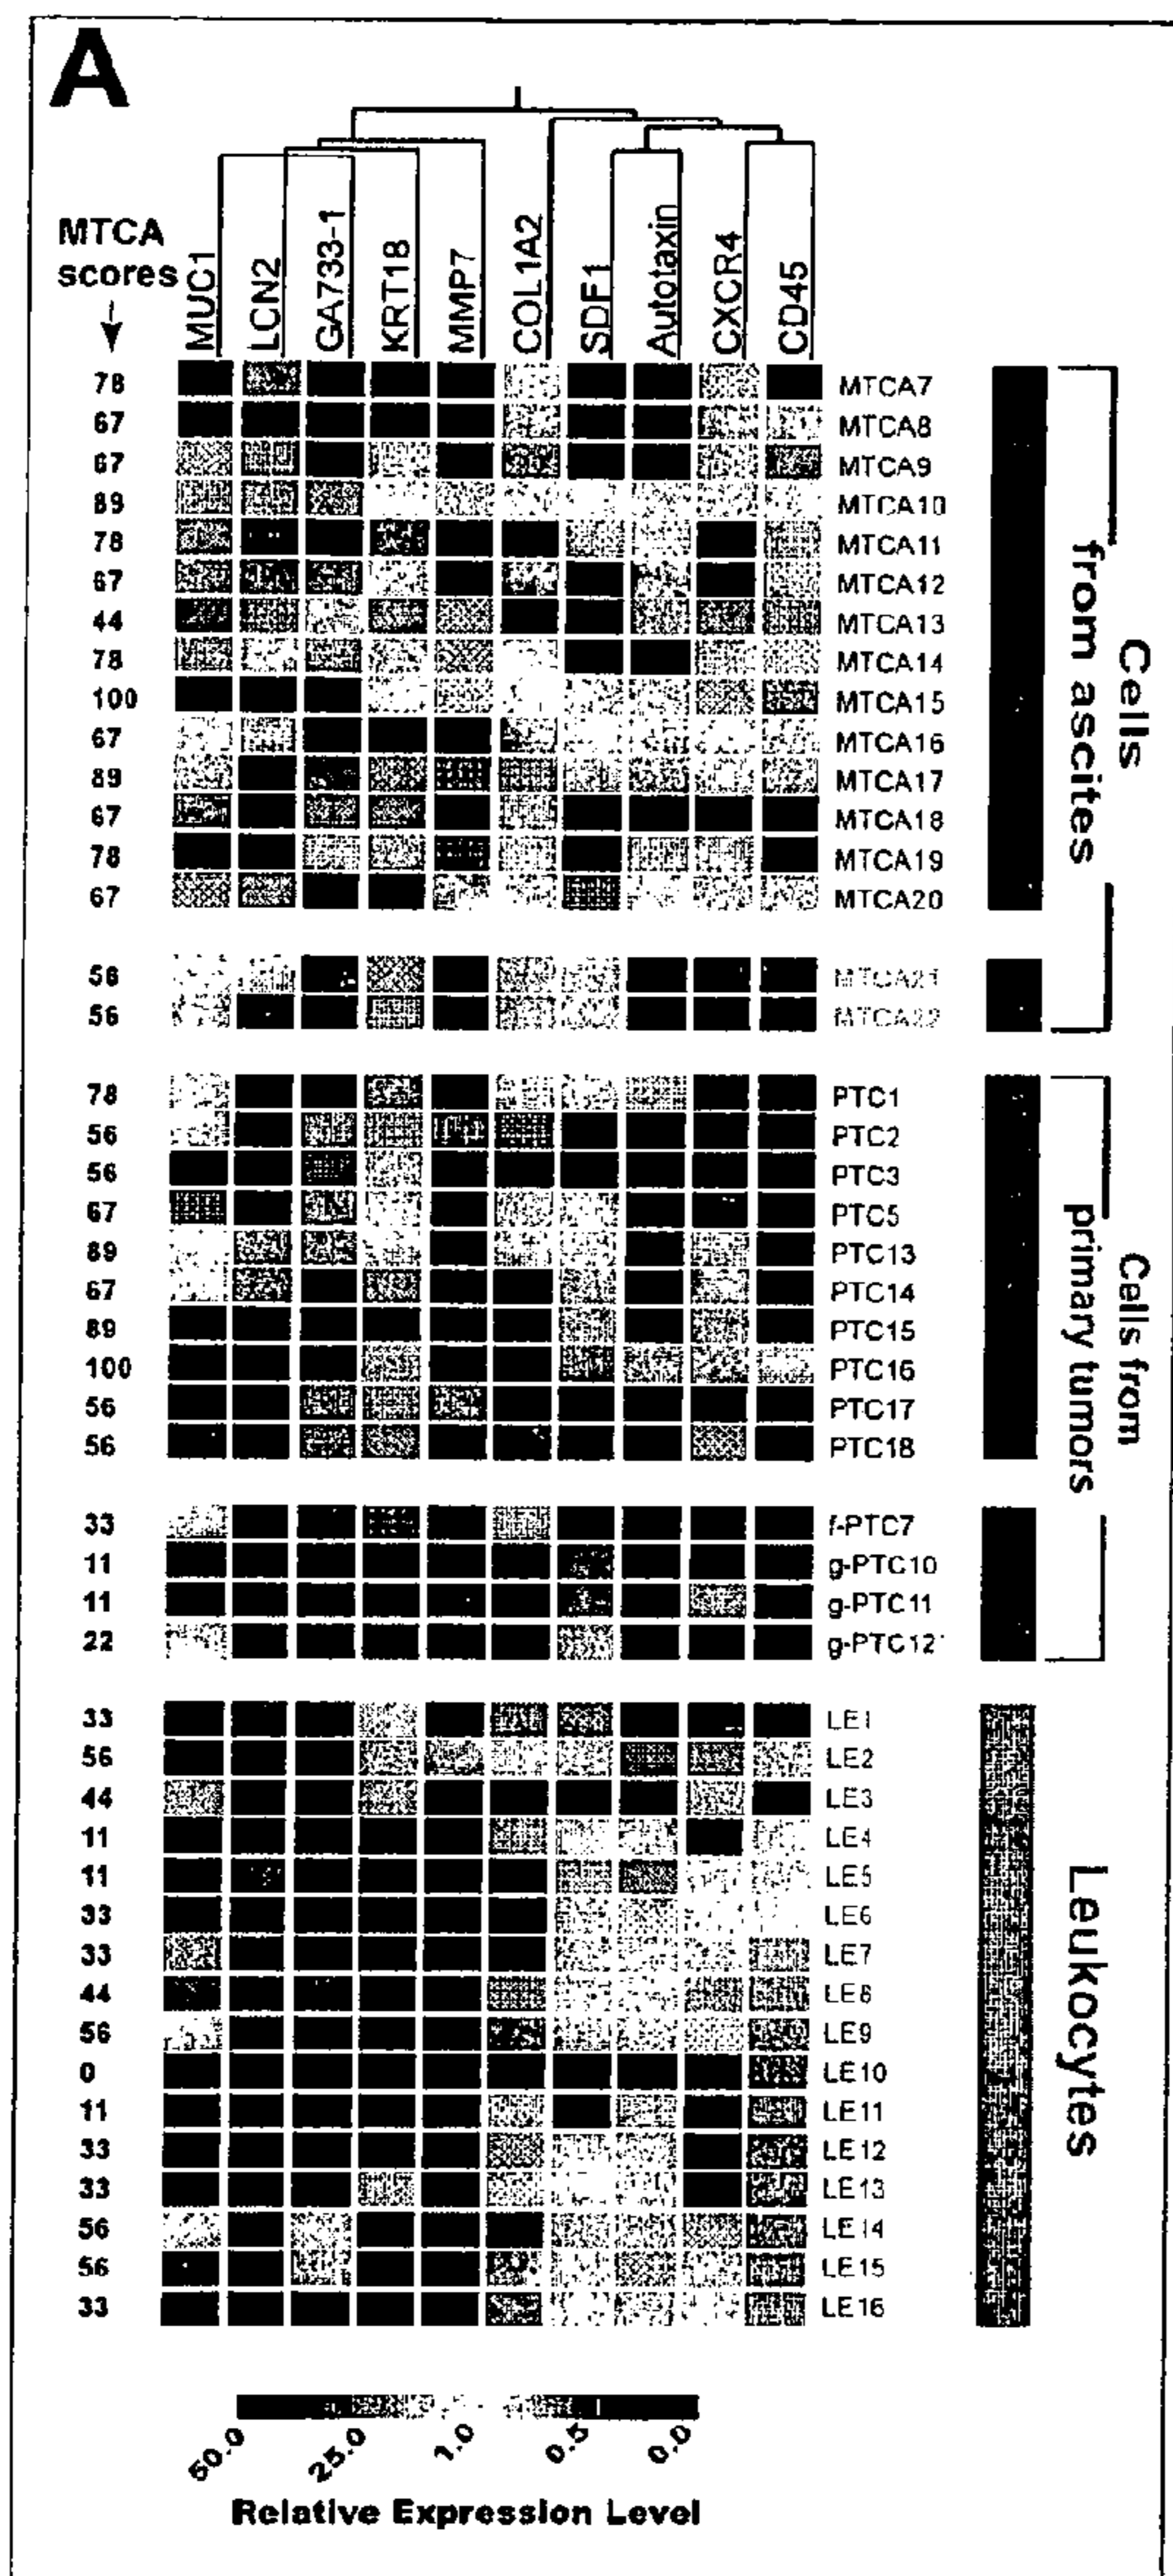 A
MTCA
scores
MUC1
LCN2
GA733-1
KRT18
MMP7
COL1A2
SDF1
Autotaxin
CXCR4
CD45
78 MTCA7
67 MTCA8
67 MTCA9
89 MTCA10
78 MTCA11
67 MTCA12
44 MTCA13
78 MTCA14
100 MTCA15
67 MTCA16
89 MTCA17
67 MTCA18
78 MTCA19
67 MTCA20
Cells
from ascites
56 MTCA21
56 MTCA22
78 PTC1
56 PTC2
56 PTC3
67 PTC5
89 PTC13
67 PTC14
89 PTC15
100 PTC16
56 PTC17
56 PTC18
Cells from
primary tumors
33 f-PTC7
11 g-PTC10
11 g-PTC11
22 g-PTC12
33 LE1
56 LE2
44 LE3
11 LE4
11 LE5
33 LE6
33 LE7
44 LE8
56 LE9
0 LE10
11 LE11
33 LE12
33 LE13
56 LE14
56 LE15
33 LE16
Leukocytes
50.0
25.0
1.0
0.5
0.0
Relative Expression Level